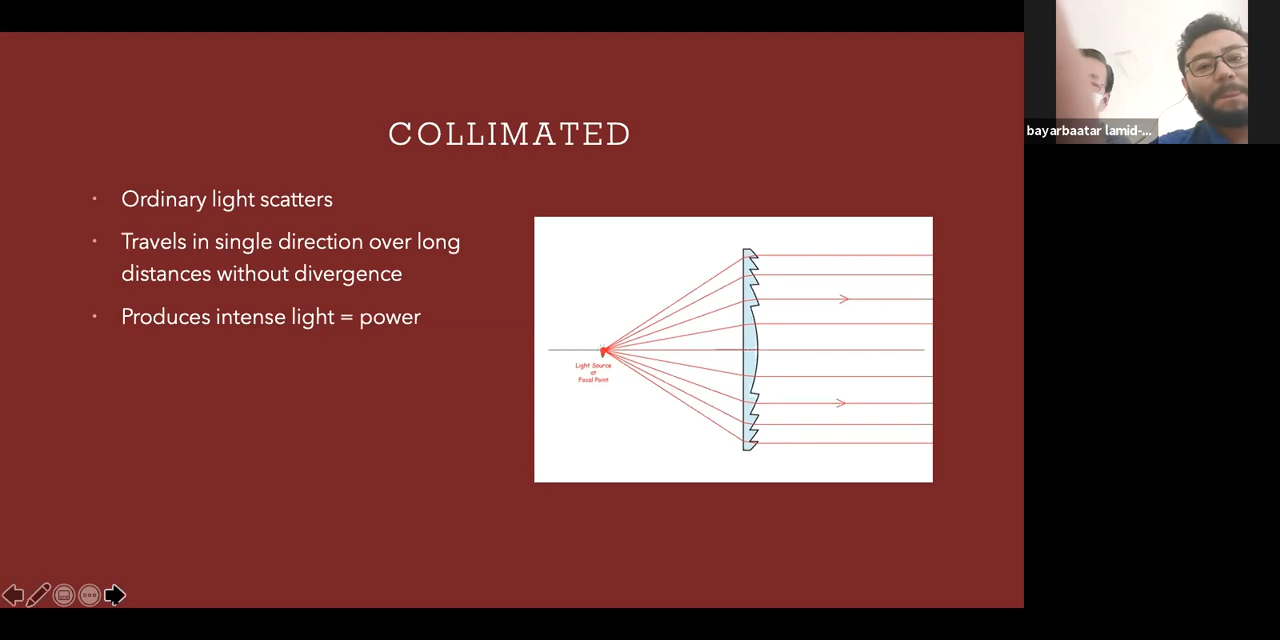 COLLIMATED
• Ordinary light scatters
• Travels in single direction over long
distances without divergence
• Produces intense light = power
Light Source
at
Focal Point
bayarbaatar lamid-...